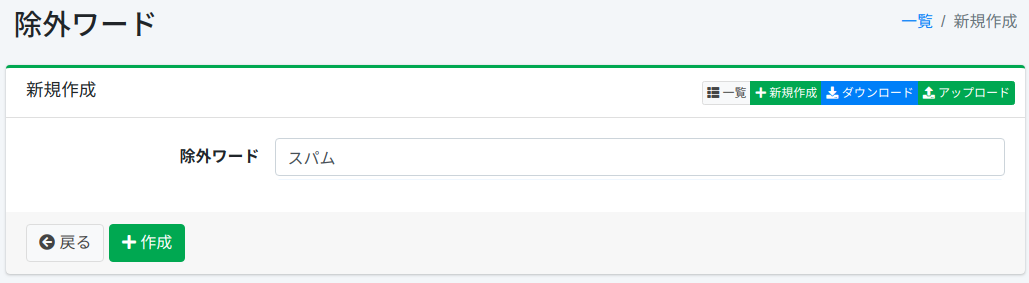 除外ワード
一覧 / 新規作成
新規作成
一覧 新規作成 ダウンロード アップロード
除外ワード スパム
戻る 作成